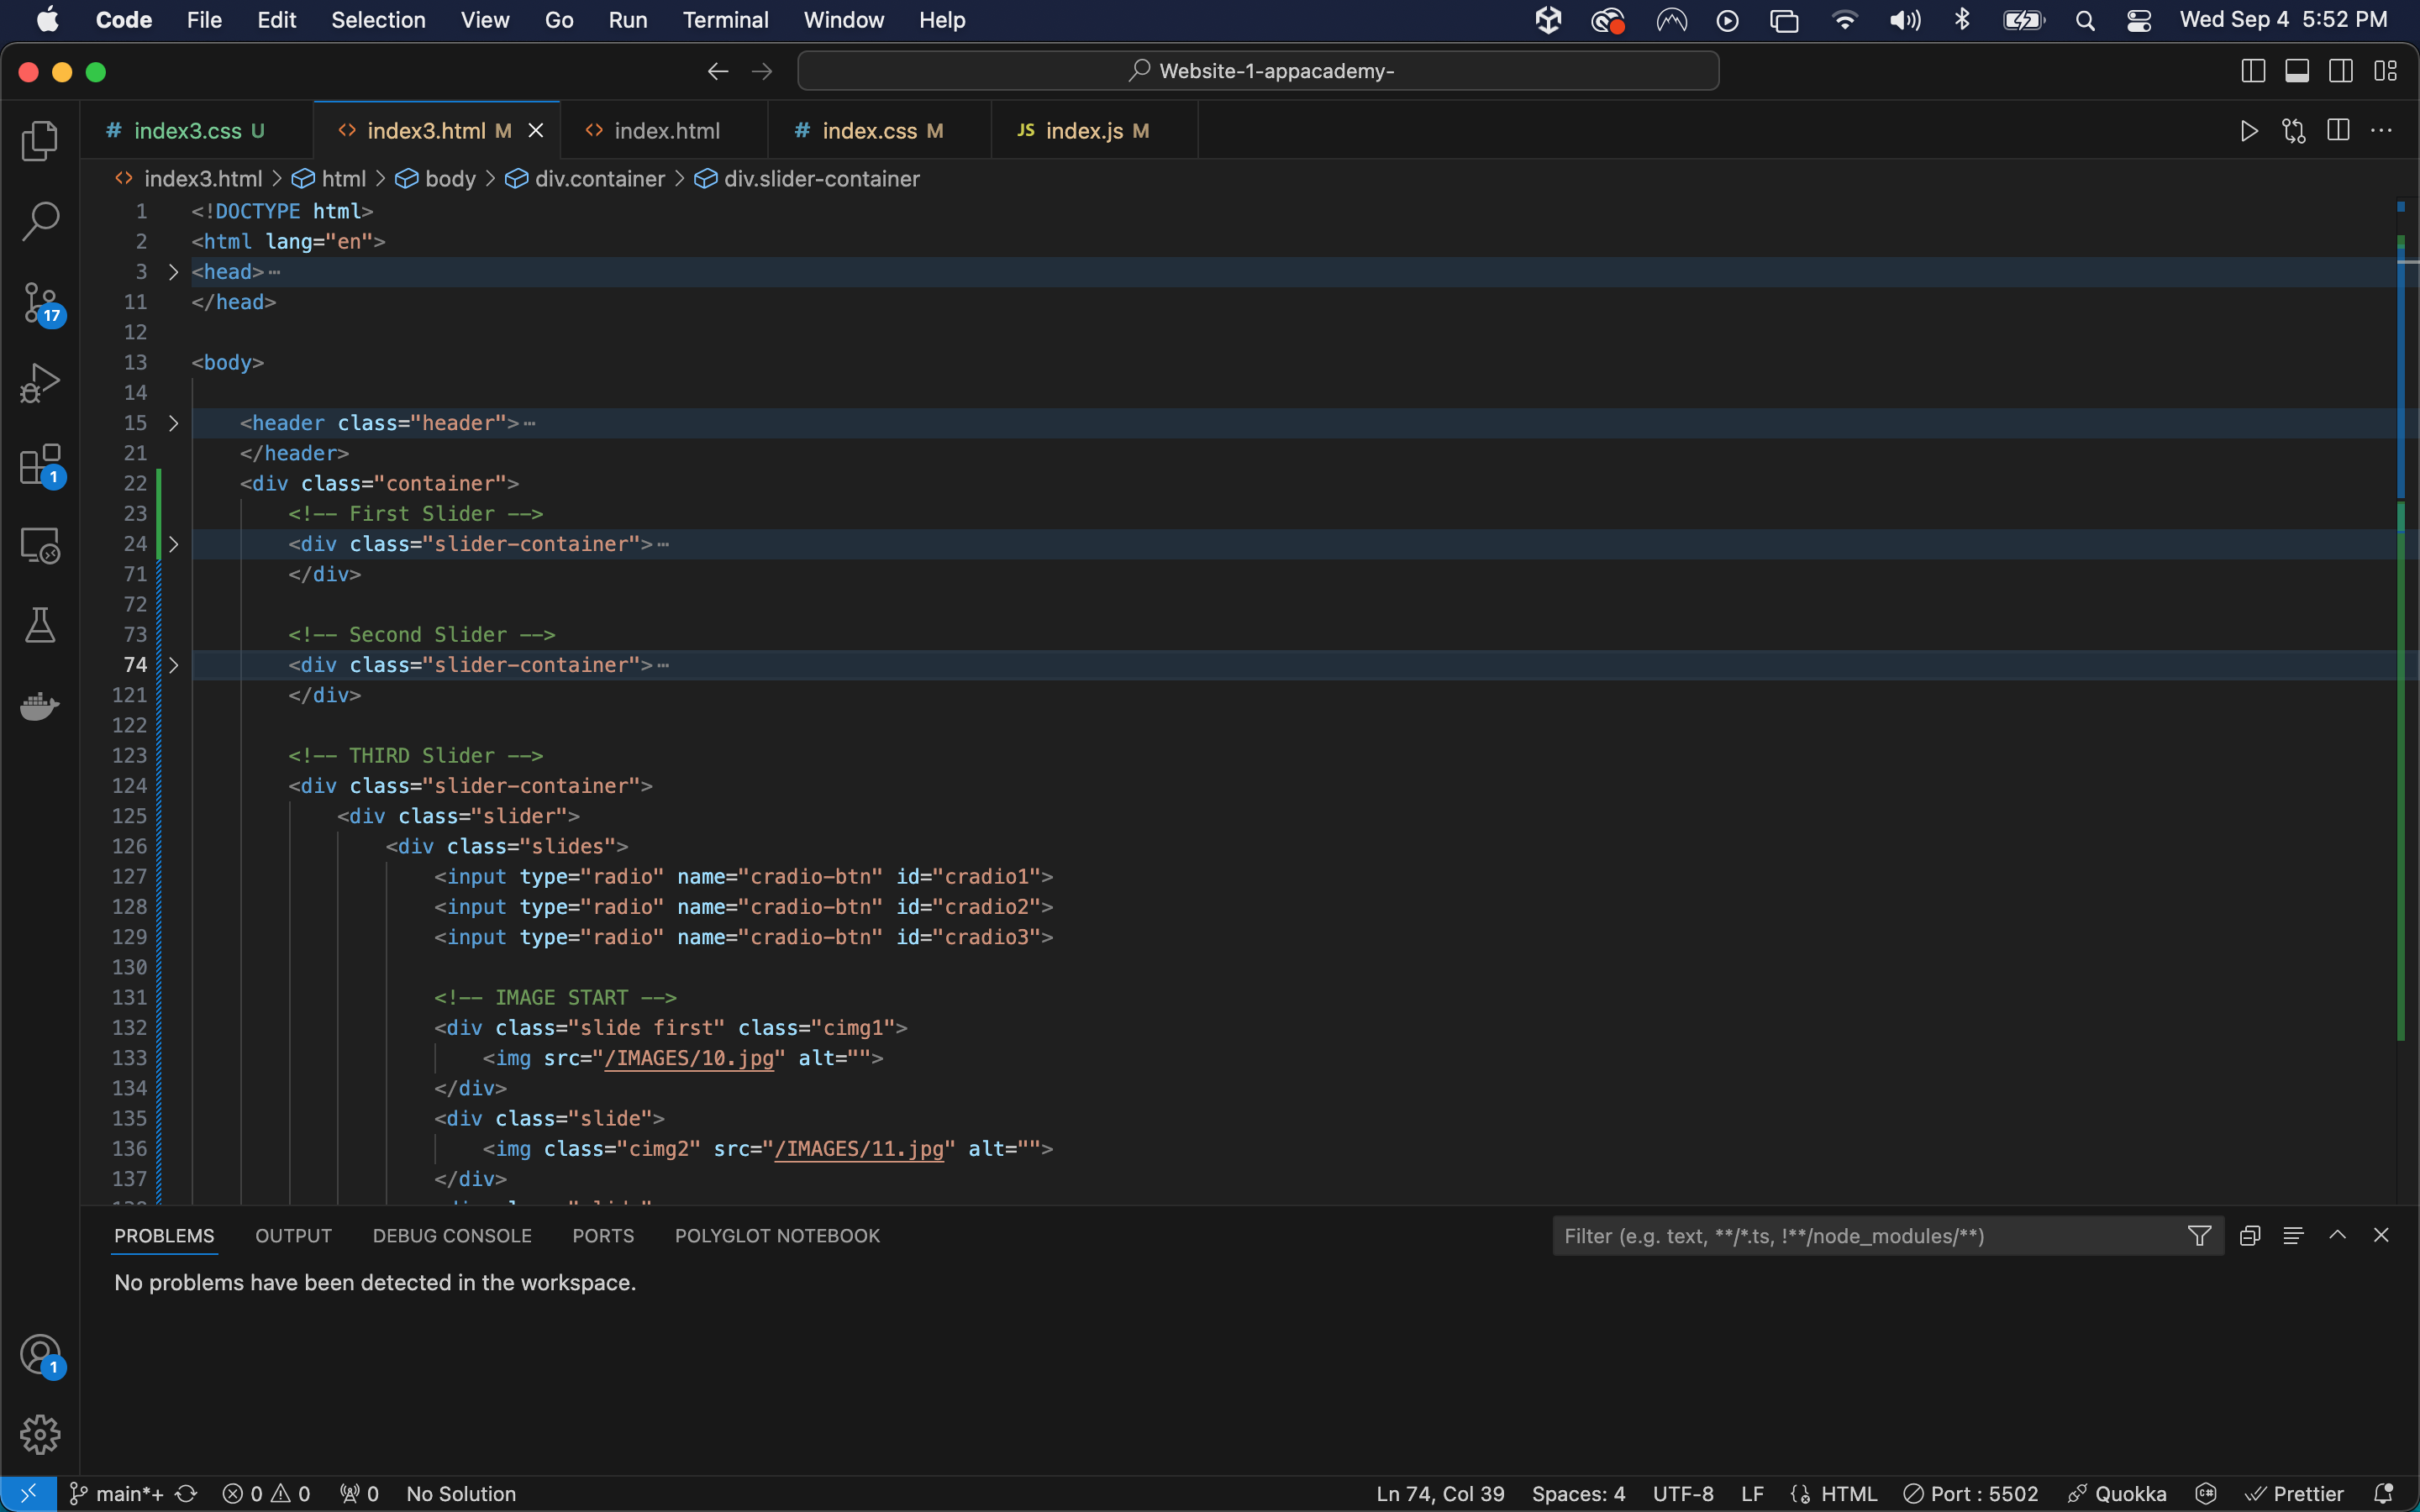 Code File Edit Selection View Go Run Terminal Window Help Wed Sep 4 5:52 PM
Website-1-appacademy-
# index3.css U <> index3.html M <> index.html # index.css M JS index.js M
<> index3.html > html > body > div.container > div.slider-container
1 <!DOCTYPE html>
2 <html lang="en">
3 <head>…
11 </head>
12
13 <body>
14
15 <header class="header">…
21 </header>
22 <div class="container">
23 <!-- First Slider -->
24 <div class="slider-container">…
71 </div>
72
73 <!-- Second Slider -->
74 <div class="slider-container">…
121 </div>
122
123 <!-- THIRD Slider -->
124 <div class="slider-container">
125 <div class="slider">
126 <div class="slides">
127 <input type="radio" name="cradio-btn" id="cradio1">
128 <input type="radio" name="cradio-btn" id="cradio2">
129 <input type="radio" name="cradio-btn" id="cradio3">
130
131 <!-- IMAGE START -->
132 <div class="slide first" class="cimg1">
133 <img src="/IMAGES/10.jpg" alt="">
134 </div>
135 <div class="slide">
136 <img class="cimg2" src="/IMAGES/11.jpg" alt="">
137 </div>
17
1
1
PROBLEMS OUTPUT DEBUG CONSOLE PORTS POLYGLOT NOTEBOOK Filter (e.g. text, **/*.ts, !**/node_modules/**)
No problems have been detected in the workspace.
main*+ 0 0 0 No Solution Ln 74, Col 39 Spaces: 4 UTF-8 LF HTML Port : 5502 Quokka Prettier